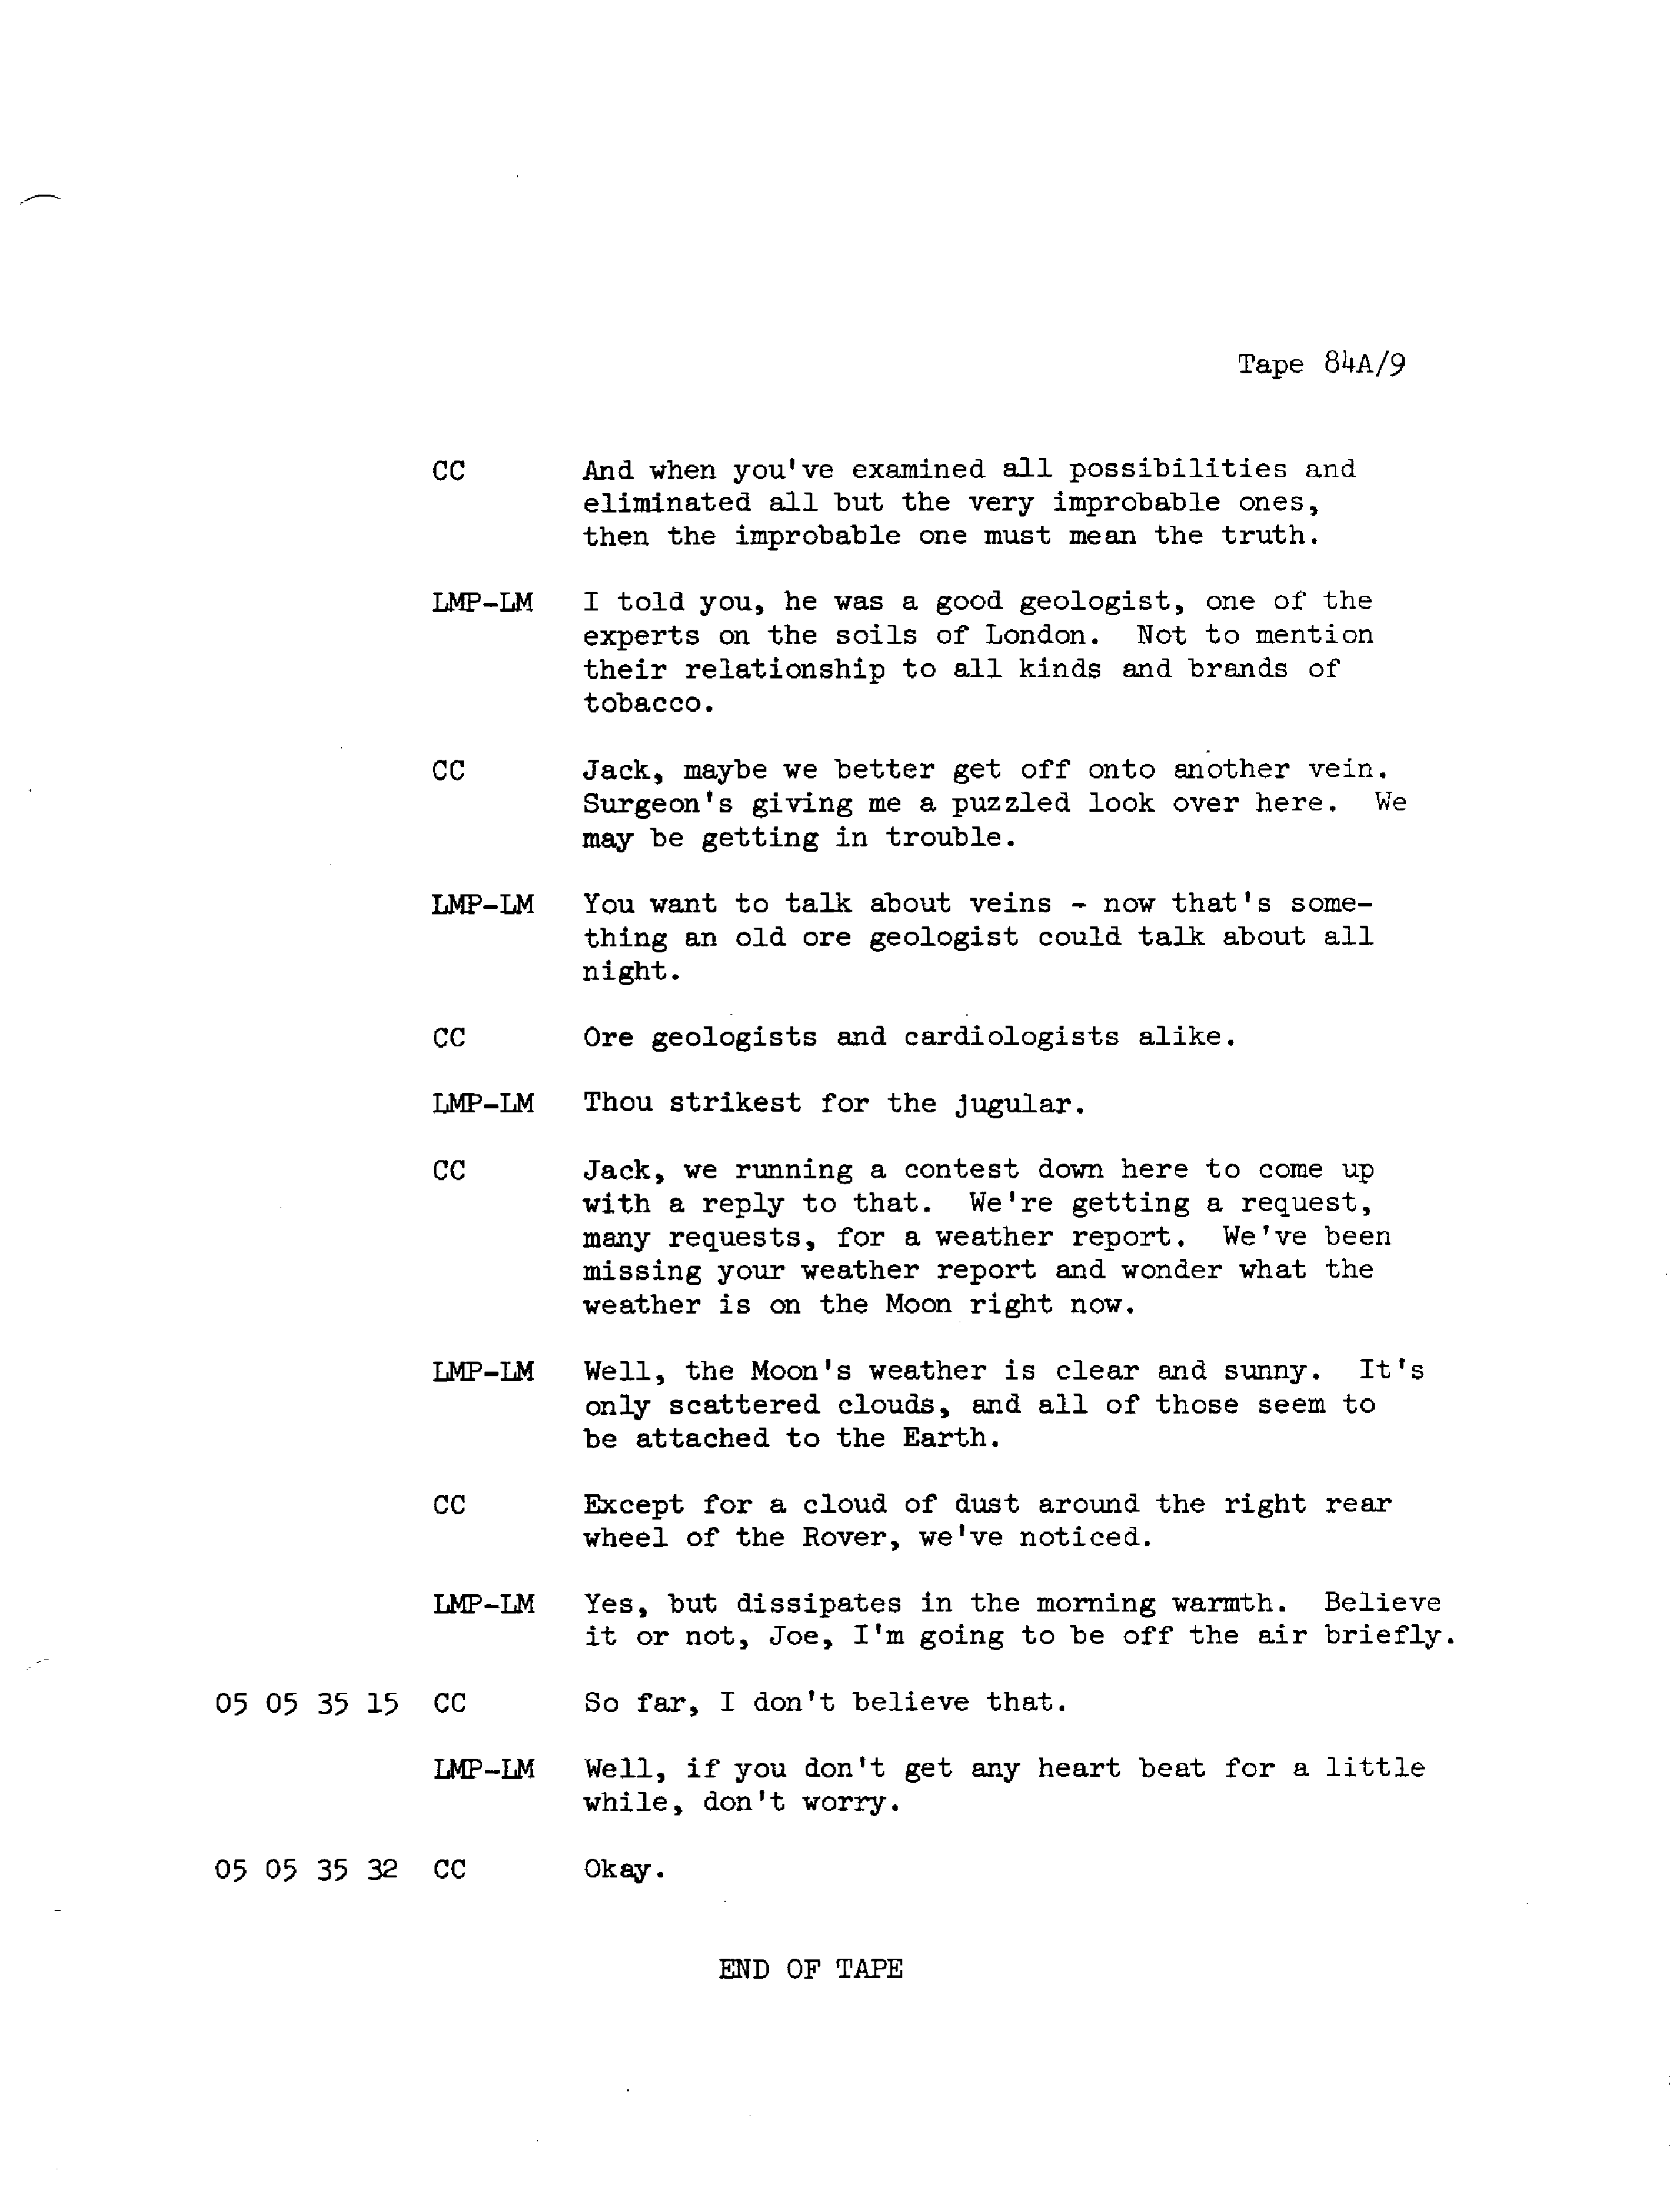 Tape 84A/9
CC And when you've examined all possibilities and
eliminated all but the very improbable ones,
then the improbable one must mean the truth.
LMP-LM I told you, he was a good geologist, one of the
experts on the soils of London. Not to mention
their relationship to all kinds and brands of
tobacco.
CC Jack, maybe we better get off onto another vein.
Surgeon's giving me a puzzled look over here. We
may be getting in trouble.
LMP-LM You want to talk about veins - now that's some-
thing an old ore geologist could talk about all
night.
CC Ore geologists and cardiologists alike.
LMP-LM Thou strikest for the jugular.
CC Jack, we running a contest down here to come up
with a reply to that. We're getting a request,
many requests, for a weather report. We've been
missing your weather report and wonder what the
weather is on the Moon right now.
LMP-LM Well, the Moon's weather is clear and sunny. It's
only scattered clouds, and all of those seem to
be attached to the Earth.
CC Except for a cloud of dust around the right rear
wheel of the Rover, we've noticed.
LMP-LM Yes, but dissipates in the morning warmth. Believe
it or not, Joe, I'm going to be off the air briefly.
05 05 35 15 CC So far, I don't believe that.
LMP-LM Well, if you don't get any heart beat for a little
while, don't worry.
05 05 35 32 CC Okay.
END OF TAPE